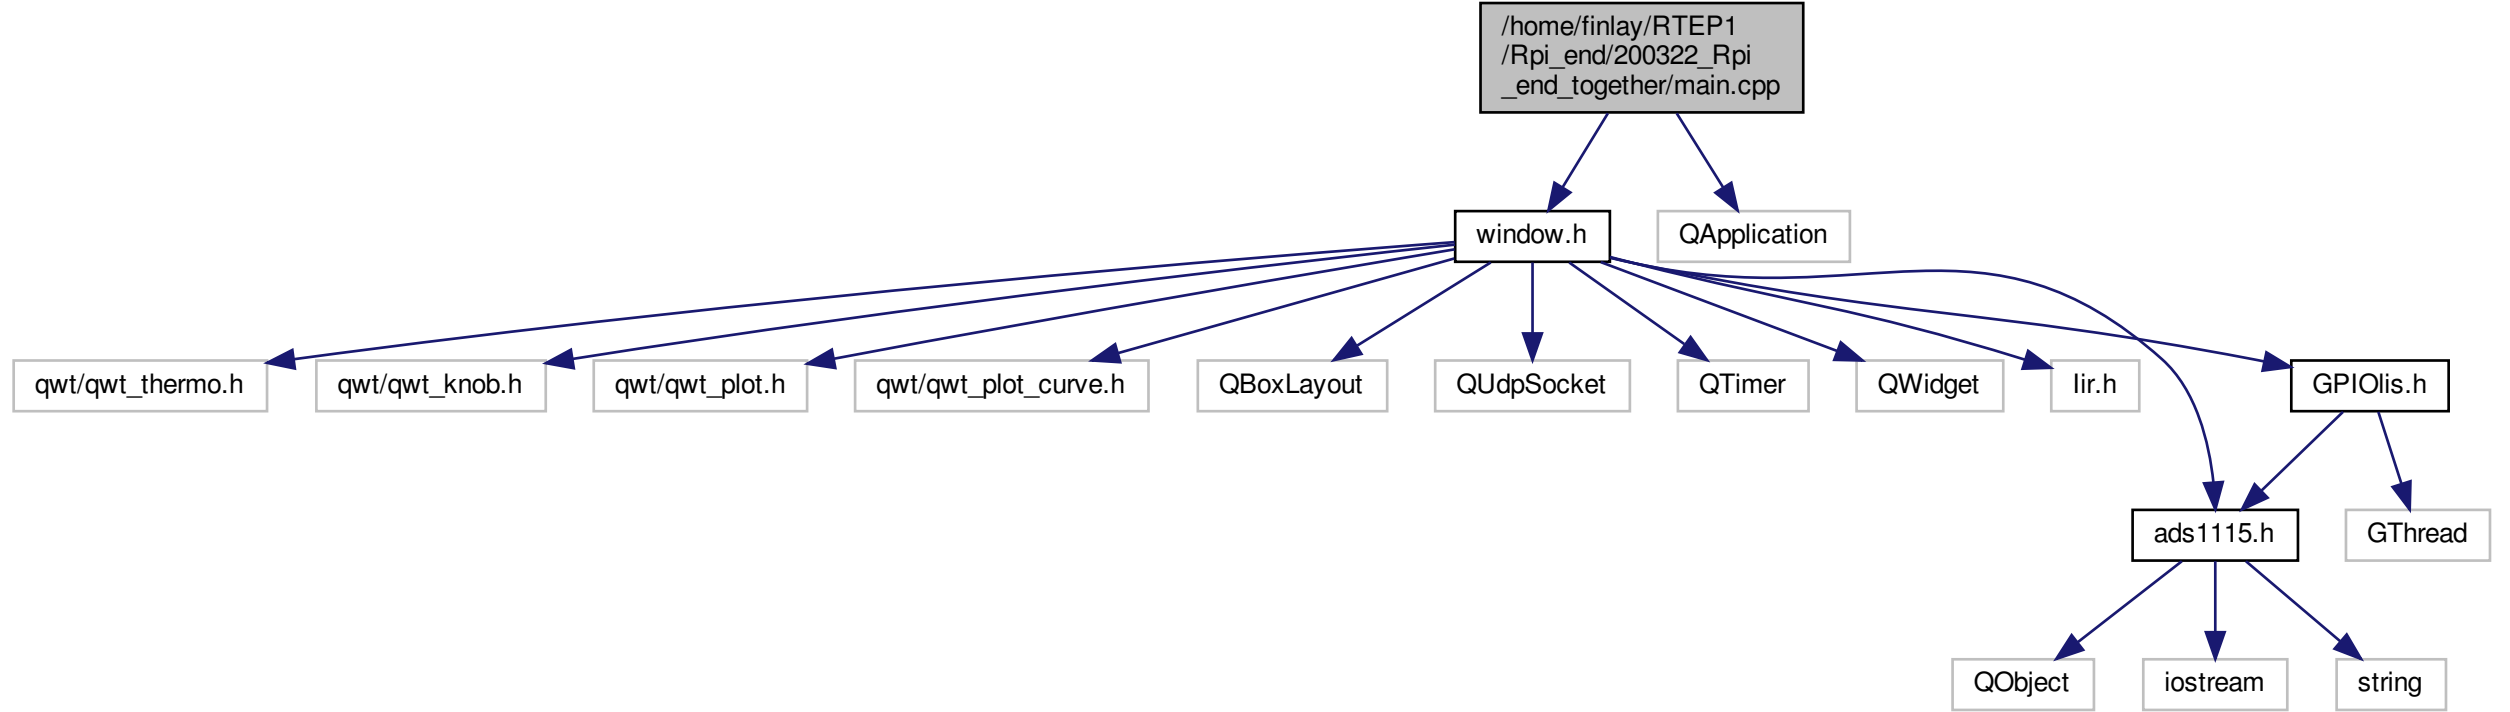 /home/finlay/RTEP1
/Rpi_end/200322_Rpi
_end_together/main.cpp
window.h
QApplication
qwt/qwt_thermo.h
qwt/qwt_knob.h
qwt/qwt_plot.h
qwt/qwt_plot_curve.h
QBoxLayout
QUdpSocket
QTimer
QWidget
Iir.h
GPIOlis.h
ads1115.h
GThread
QObject
iostream
string